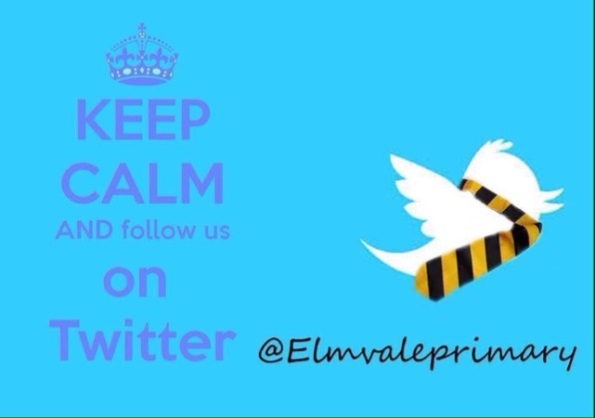 KEEP
CALM
AND follow us
on
Twitter
@Elmvaleprimary